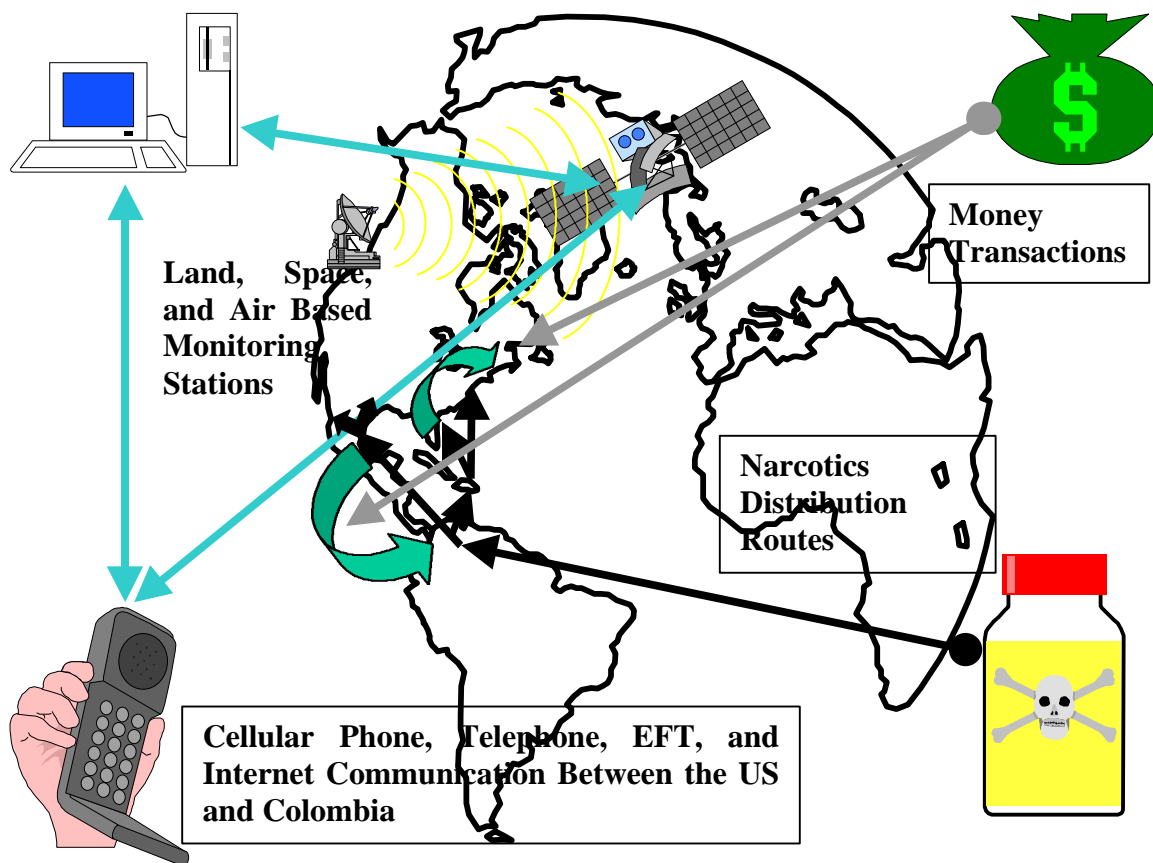 Money
Transactions
Land, Space,
and Air Based
Monitoring
Stations
Narcotics
Distribution
Routes
Cellular Phone, Telephone, EFT, and
Internet Communication Between the US
and Colombia
$